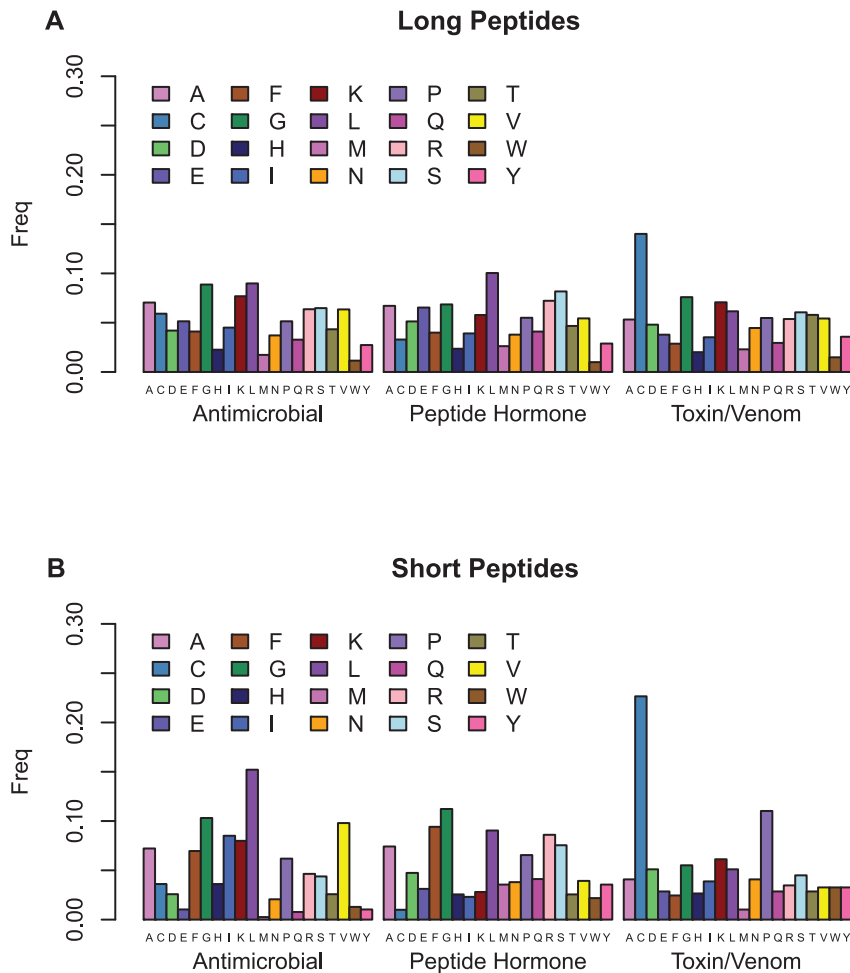 A Long Peptides
0.30
0.20
0.10
0.00
Freq
A F K P T
C G L Q V
D H M R W
E I N S Y
A C D E F G H I K L M N P Q R S T V W Y A C D E F G H I K L M N P Q R S T V W Y A C D E F G H I K L M N P Q R S T V W Y
Antimicrobial Peptide Hormone Toxin/Venom
B Short Peptides
0.30
0.20
0.10
0.00
Freq
A F K P T
C G L Q V
D H M R W
E I N S Y
A C D E F G H I K L M N P Q R S T V W Y A C D E F G H I K L M N P Q R S T V W Y A C D E F G H I K L M N P Q R S T V W Y
Antimicrobial Peptide Hormone Toxin/Venom